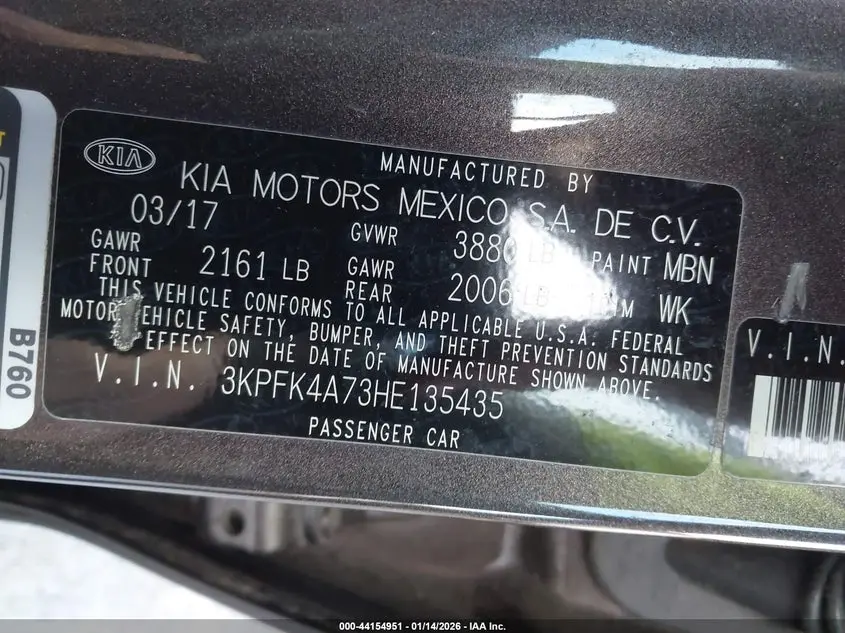 KIA
MANUFACTURED BY
KIA MOTORS MEXICO S.A. DE C.V.
03/17
GVWR 3880 LB
PAINT MBN
GAWR FRONT 2161 LB
GAWR REAR 2006 LB
WK
THIS VEHICLE CONFORMS TO ALL APPLICABLE U.S.A. FEDERAL
MOTOR VEHICLE SAFETY, BUMPER, AND THEFT PREVENTION STANDARDS
EFFECT ON THE DATE OF MANUFACTURE SHOWN ABOVE.
V.I.N. 3KPFK4A73HE135435
PASSENGER CAR
B760
V.I.N.
000-44154951 - 01/14/2026 - IAA Inc.